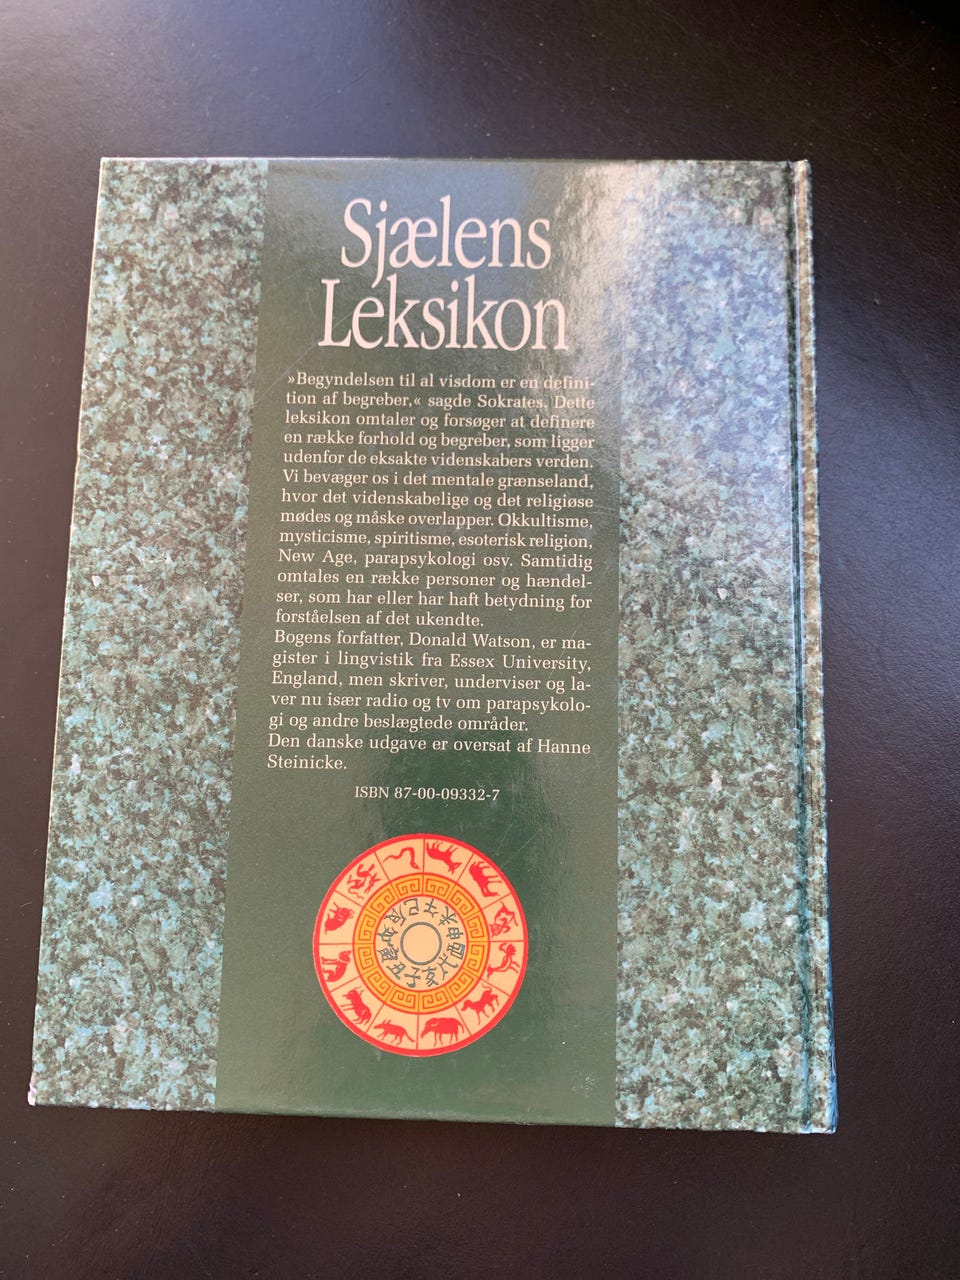 Sjælens
Leksikon
»Begyndelsen til al visdom er en defini-
tion af begreber,« sagde Sokrates. Dette
leksikon omtaler og forsøger at definere
en række forhold og begreber, som ligger
udenfor de eksakte videnskabers verden.
Vi bevæger os i det mentale grænseland,
hvor det videnskabelige og det religiøse
mødes og måske overlapper. Okkultisme,
mysticisme, spiritisme, esoterisk religion,
New Age, parapsykologi osv. Samtidig
omtales en række personer og hændel-
ser, som har eller har haft betydning for
forståelsen af det ukendte.
Bogens forfatter, Donald Watson, er ma-
gister i lingvistik fra Essex University,
England, men skriver, underviser og la-
ver nu især radio og tv om parapsykolo-
gi og andre beslægtede områder.
Den danske udgave er oversat af Hanne
Steinicke.
ISBN 87-00-09332-7